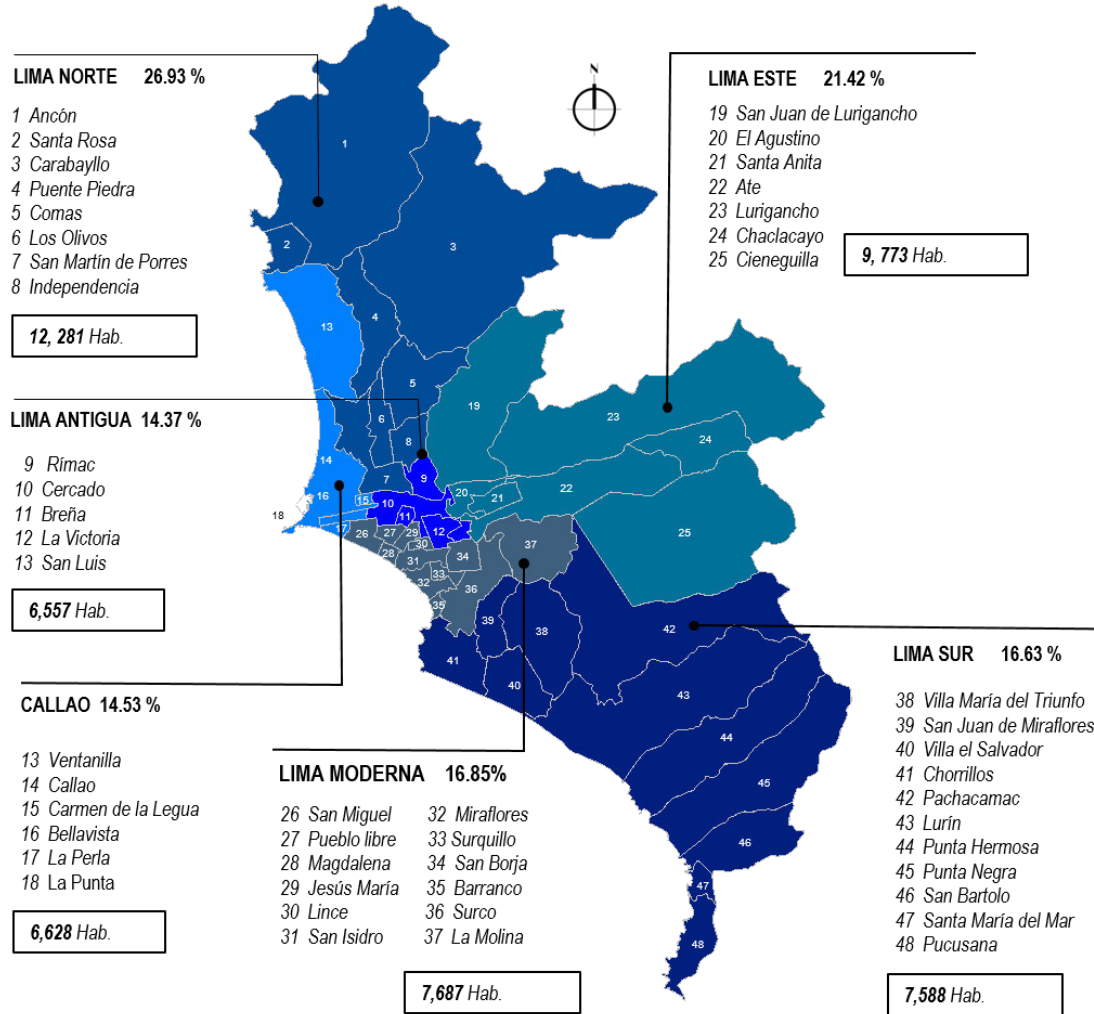 LIMA NORTE 26.93 %
1 Ancón
2 Santa Rosa
3 Carabayllo
4 Puente Piedra
5 Comas
6 Los Olivos
7 San Martín de Porres
8 Independencia
12, 281 Hab.
LIMA ANTIGUA 14.37 %
9 Rímac
10 Cercado
11 Breña
12 La Victoria
13 San Luis
6,557 Hab.
CALLAO 14.53 %
13 Ventanilla
14 Callao
15 Carmen de la Legua
16 Bellavista
17 La Perla
18 La Punta
6,628 Hab.
LIMA MODERNA 16.85%
26 San Miguel
27 Pueblo libre
28 Magdalena
29 Jesús María
30 Lince
31 San Isidro
32 Miraflores
33 Surquillo
34 San Borja
35 Barranco
36 Surco
37 La Molina
7,687 Hab.
N
LIMA ESTE 21.42 %
19 San Juan de Lurigancho
20 El Agustino
21 Santa Anita
22 Ate
23 Lurigancho
24 Chaclacayo
25 Cieneguilla
9, 773 Hab.
LIMA SUR 16.63 %
38 Villa María del Triunfo
39 San Juan de Miraflores
40 Villa el Salvador
41 Chorrillos
42 Pachacamac
43 Lurín
44 Punta Hermosa
45 Punta Negra
46 San Bartolo
47 Santa María del Mar
48 Pucusana
7,588 Hab.
1
2
3
4
13
5
6
19
8
23
24
14
7
9
16
15
10
11
20
21
22
18
17
26
27
29
12
30
28
31
34
37
25
32
33
36
35
39
38
42
41
40
43
44
45
46
47
48